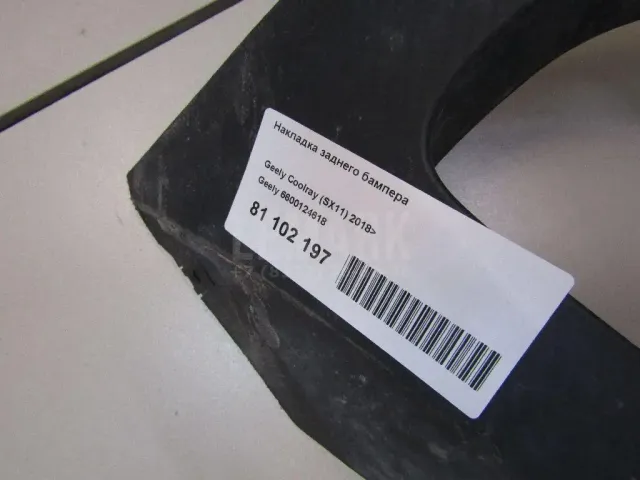 Накладка заднего бампера
Geely Coolray (SX11) 2018>
Geely 6600124618
81 102 197